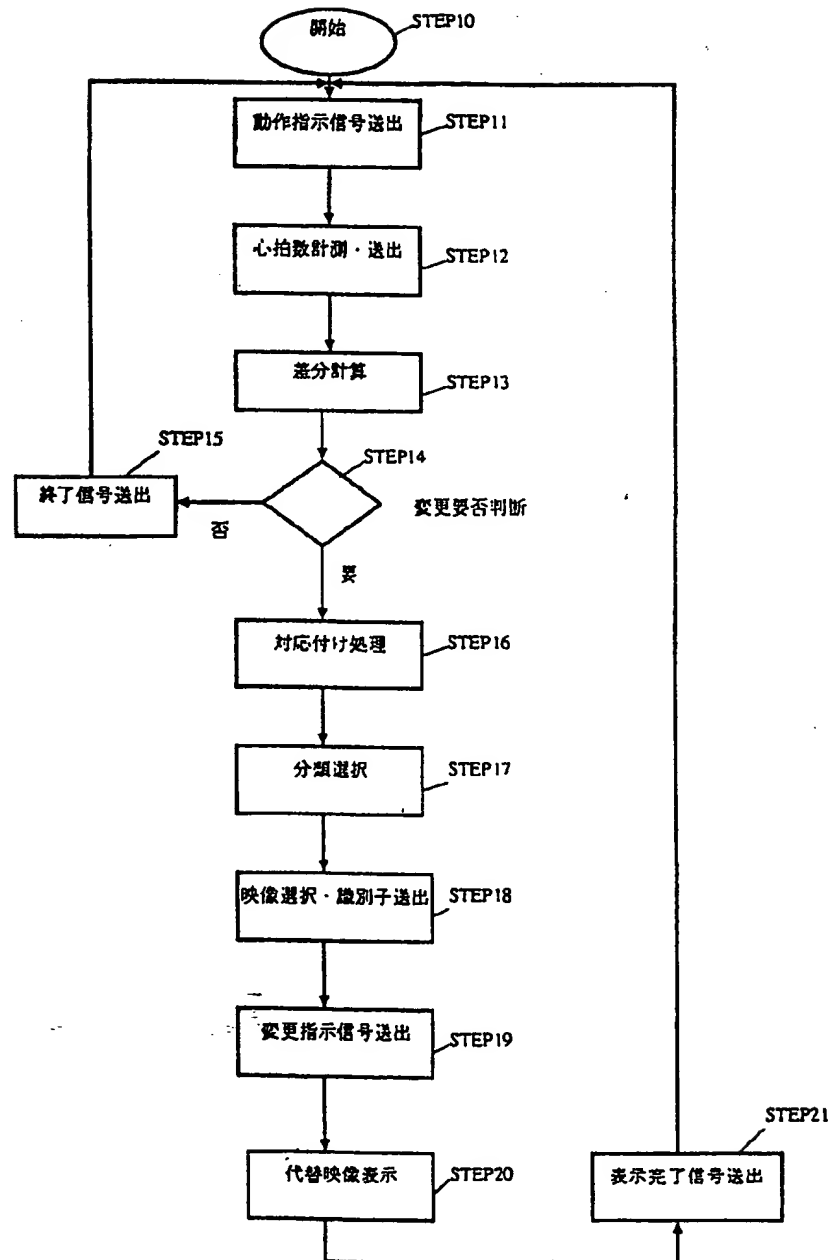 開始
STEP10
動作指示信号送出
STEP11
心拍数計測・送出
STEP12
差分計算
STEP13
STEP15
STEP14
終了信号送出
否
変更要否判断
要
対応付け処理
STEP16
分類選択
STEP17
映像選択・識別子送出
STEP18
変更指示信号送出
STEP19
STEP21
代替映像表示
STEP20
表示完了信号送出